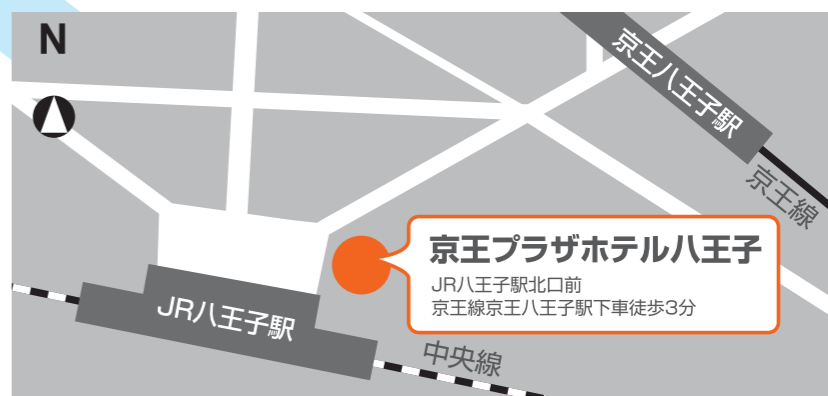 N
京王八王子駅
京王線
京王プラザホテル八王子
JR八王子駅北口前
京王線京王八王子駅下車徒歩3分
JR八王子駅
中央線